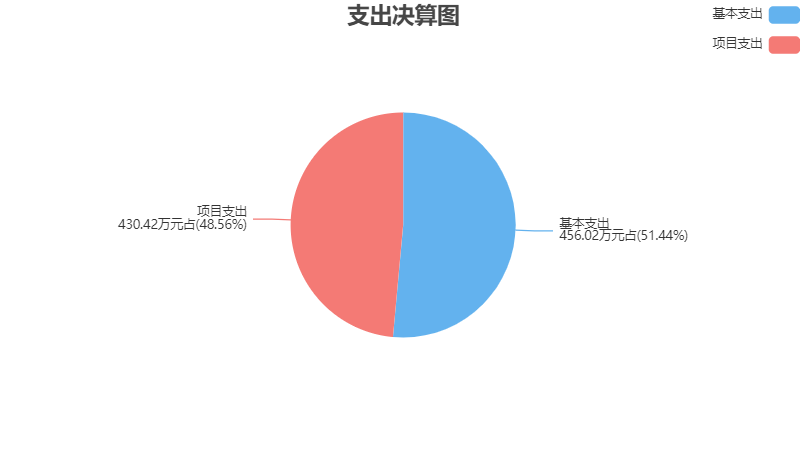 支出决算图
基本支出
项目支出
项目支出
430.42万元占(48.56%)
基本支出
456.02万元占(51.44%)